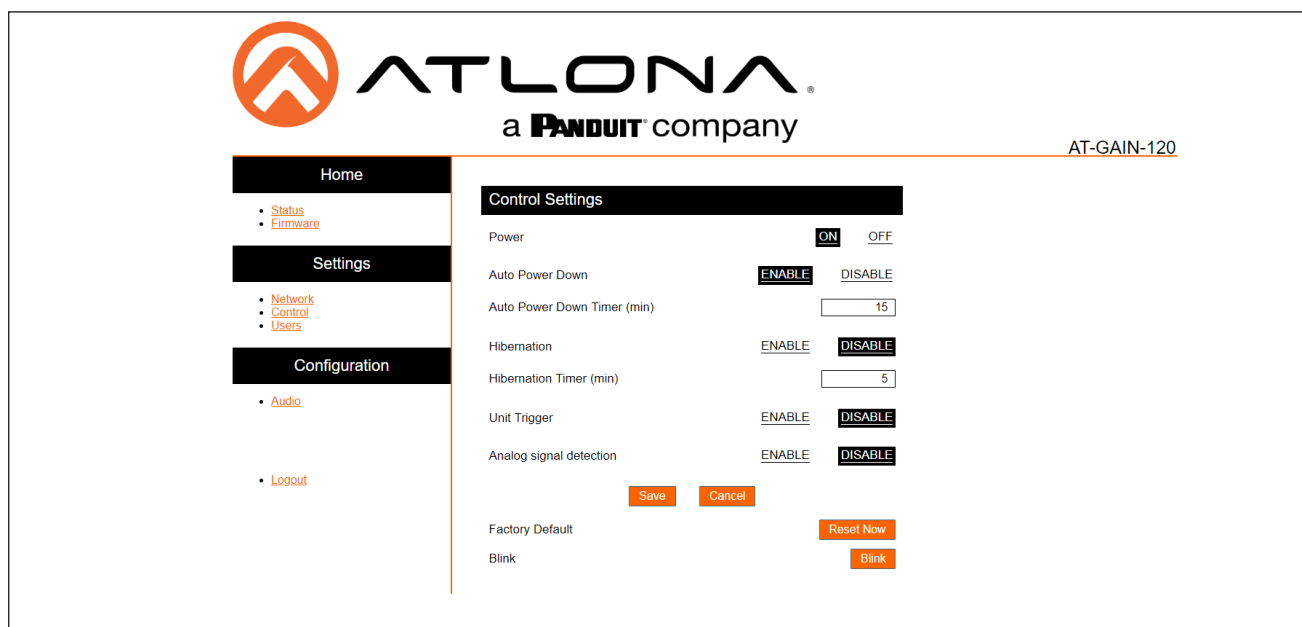 ATLONA®
a PANDUIT® company
AT-GAIN-120
Home
Status
Firmware
Settings
Network
Control
Users
Configuration
Audio
Logout
Control Settings
Power ON OFF
Auto Power Down ENABLE DISABLE
Auto Power Down Timer (min) 15
Hibernation ENABLE DISABLE
Hibernation Timer (min) 5
Unit Trigger ENABLE DISABLE
Analog signal detection ENABLE DISABLE
Save Cancel
Factory Default Reset Now
Blink Blink